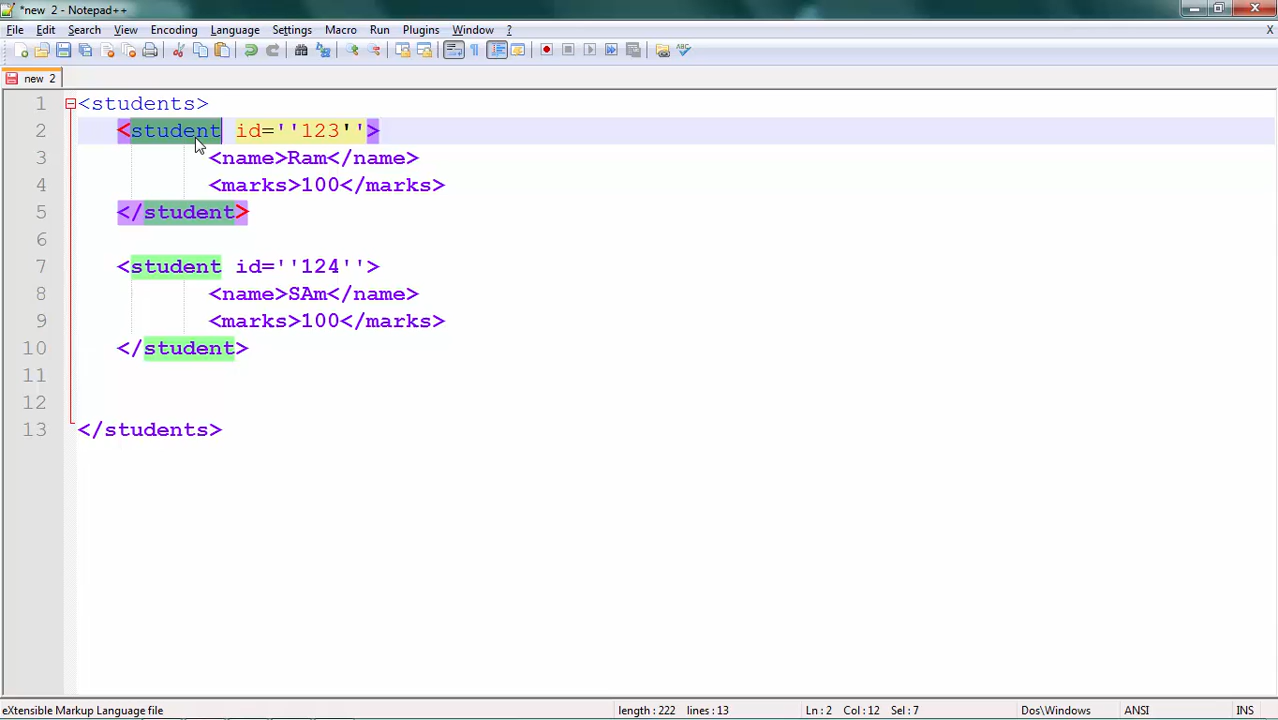 *new 2 - Notepad++
File Edit Search View Encoding Language Settings Macro Run Plugins Window ? X
new 2
1 <students>
2 <student id=''123''>
3 <name>Ram</name>
4 <marks>100</marks>
5 </student>
6
7 <student id=''124''>
8 <name>SAm</name>
9 <marks>100</marks>
10 </student>
11
12
13 </students>
eXtensible Markup Language file length : 222 lines : 13 Ln : 2 Col : 12 Sel : 7 Dos\Windows ANSI INS